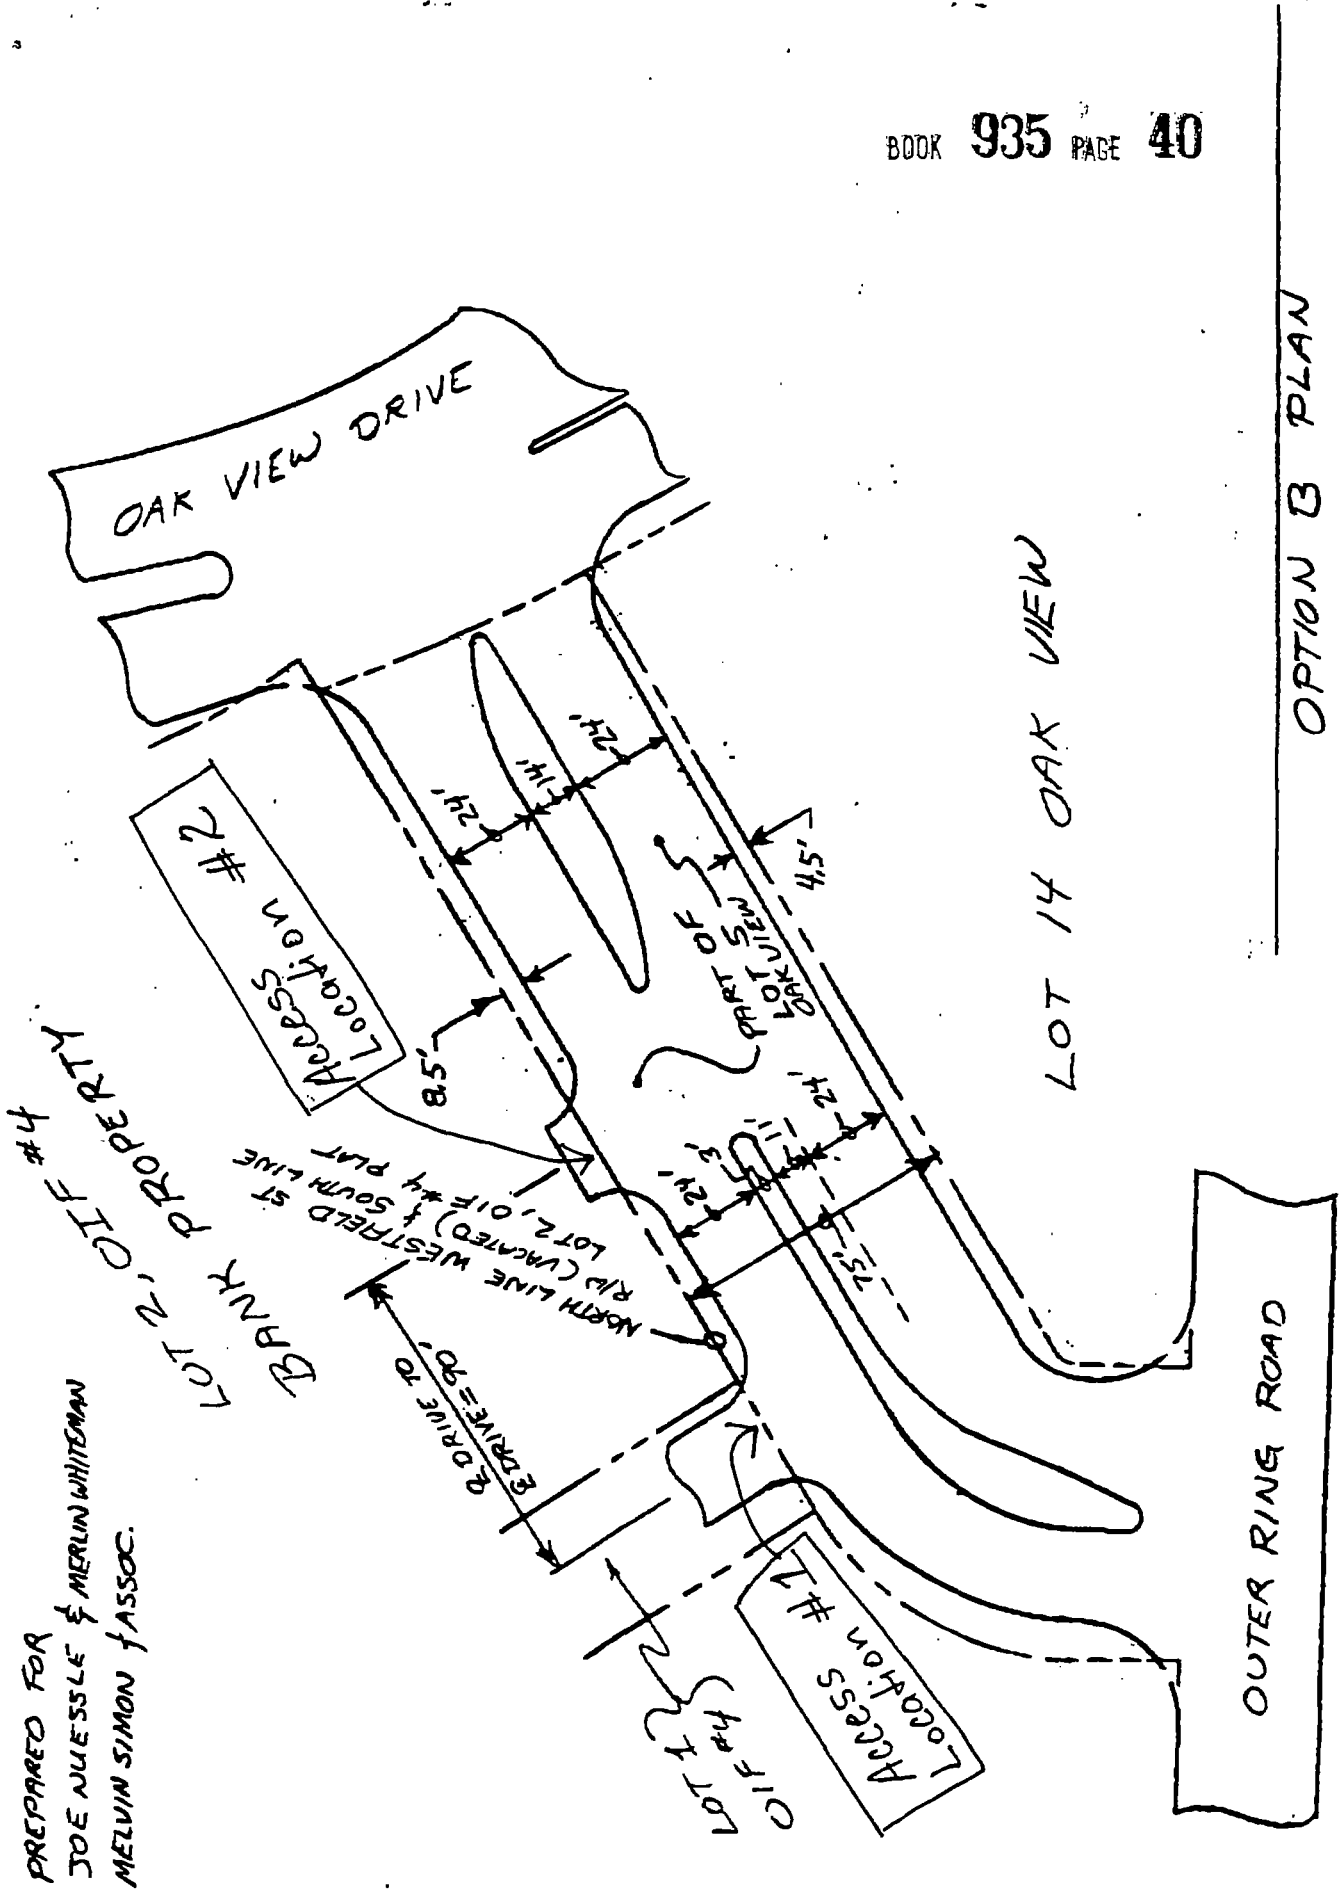 BOOK 935 PAGE 40
PREPARED FOR
JOE NUESSLE & MERLIN WHITEMAN
MELVIN SIMON & ASSOC.
LOT 2, OIF #4
BANK PROPERTY
OAK VIEW DRIVE
Access
Location #2
24'
14'
24'
8.5'
4.5'
PART OF
LOT 5
OAK VIEW
NORTH LINE WESTFIELD ST
R/W (VACATED) & SOUTH LINE
LOT 2, OIF #4 PLAT
℄ DRIVE TO
℄ DRIVE = 90'
24'
3'
11'
24'
75'
LOT 1
OIF #4
Access
Location #1
LOT 14 OAK VIEW
OUTER RING ROAD
OPTION B PLAN